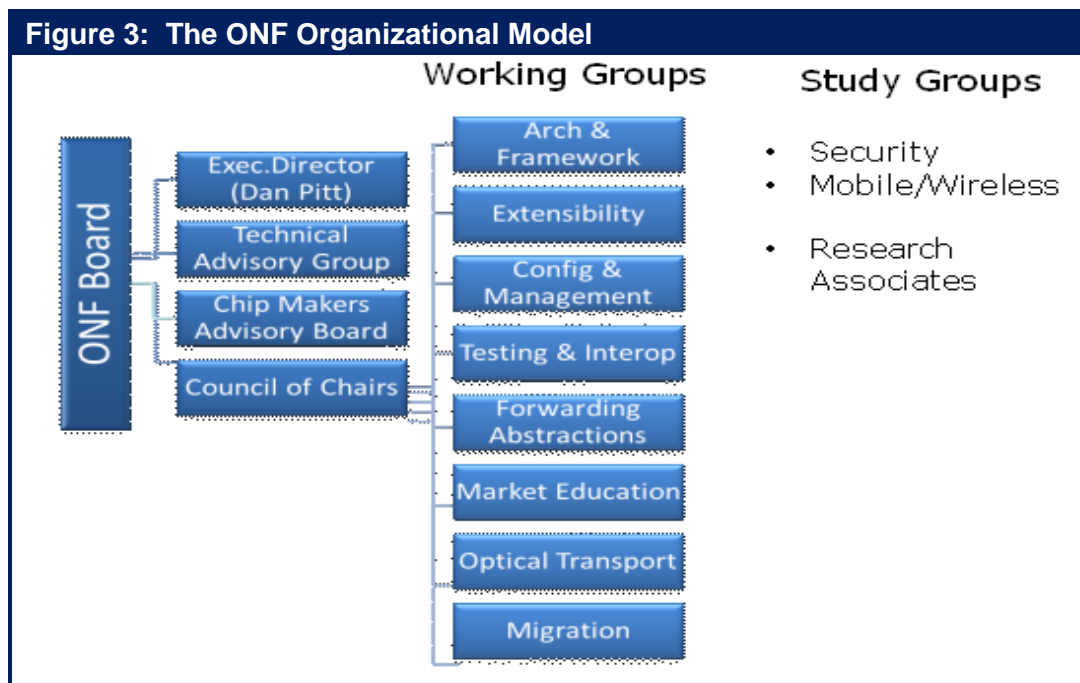 Figure 3: The ONF Organizational Model
Working Groups
Study Groups
ONF Board
Exec.Director
(Dan Pitt)
Technical
Advisory Group
Chip Makers
Advisory Board
Council of Chairs
Arch &
Framework
Extensibility
Config &
Management
Testing & Interop
Forwarding
Abstractions
Market Education
Optical Transport
Migration
• Security
• Mobile/Wireless
• Research
Associates